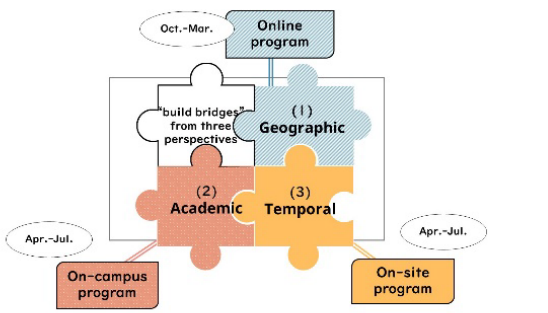 Oct.-Mar.
Online
program
"build bridges"
from three
perspectives
(1)
Geographic
(2)
Academic
(3)
Temporal
Apr.-Jul.
On-campus
program
Apr.-Jul.
On-site
program